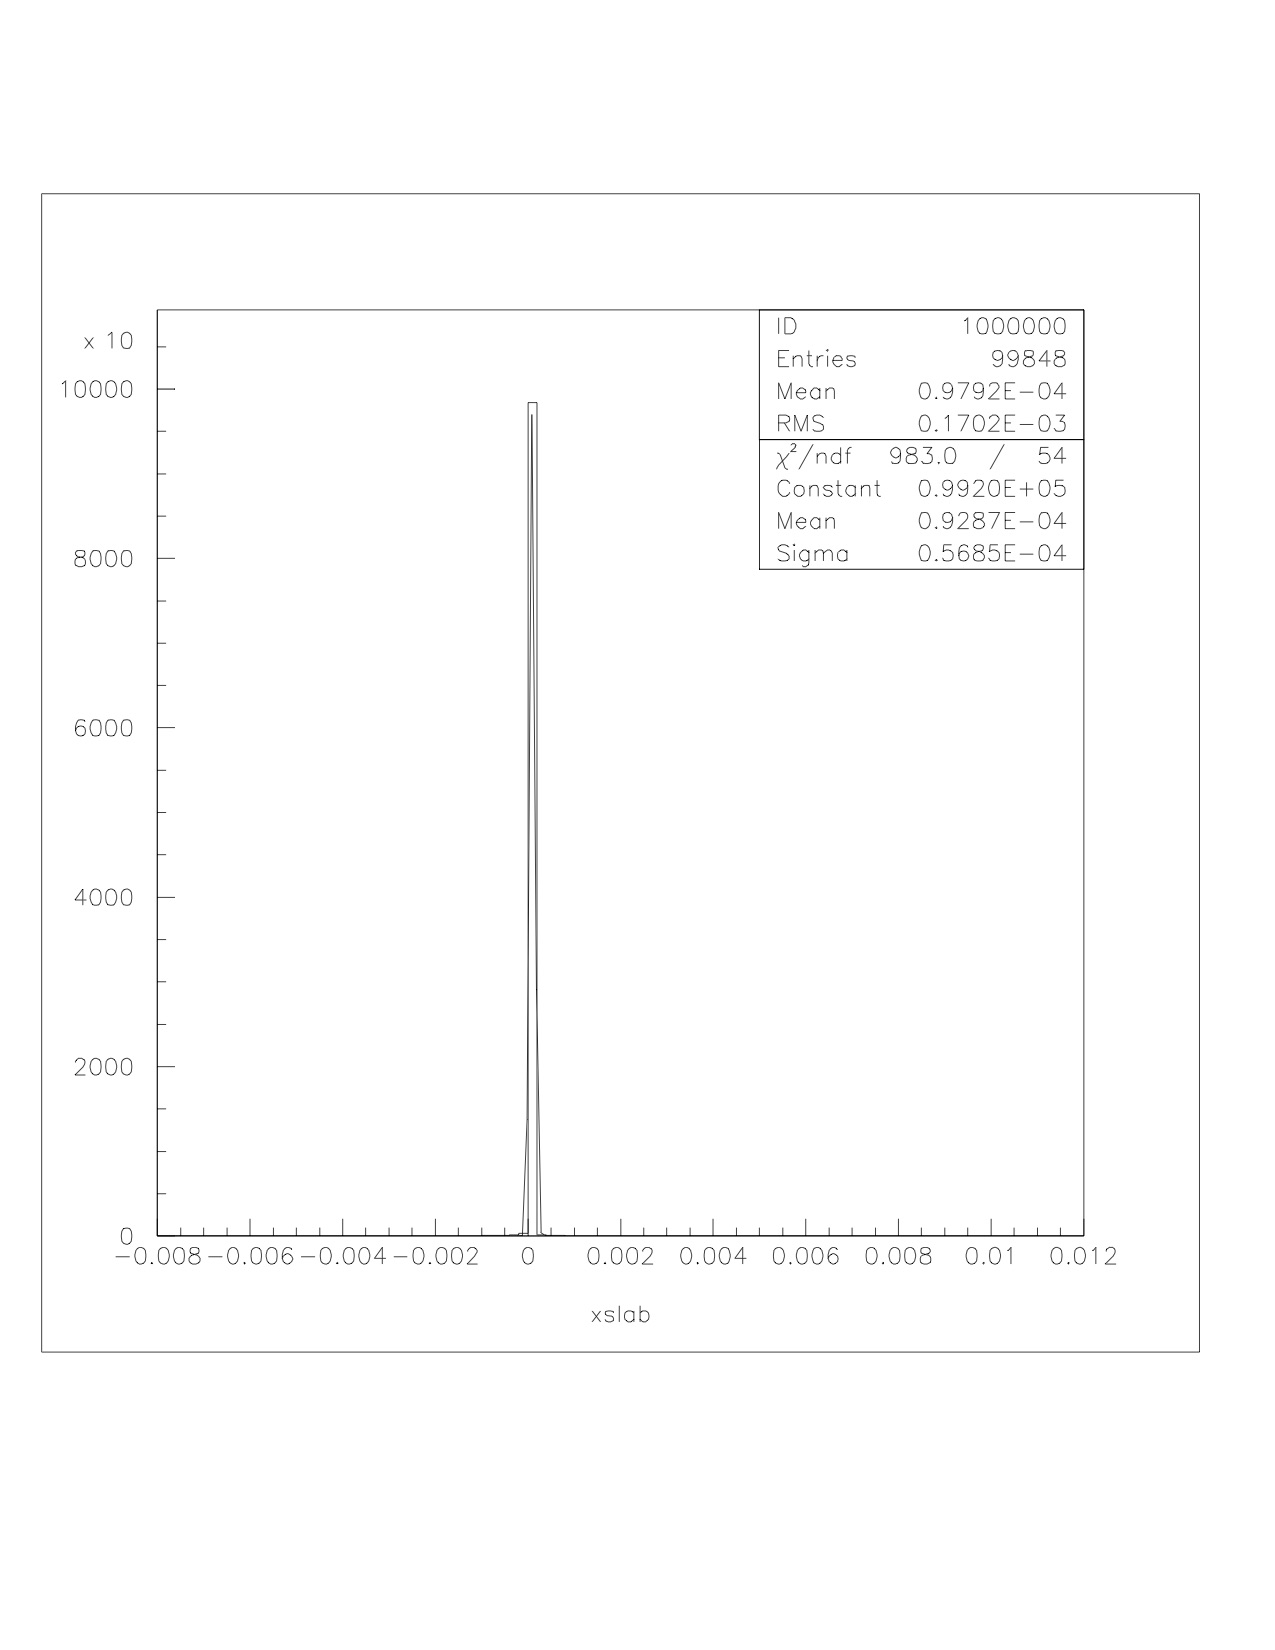 x 10
10000
8000
6000
4000
2000
0
ID 1000000
Entries 99848
Mean 0.9792E−04
RMS 0.1702E−03
χ²/ndf 983.0 / 54
Constant 0.9920E+05
Mean 0.9287E−04
Sigma 0.5685E−04
−0.008 −0.006 −0.004 −0.002 0 0.002 0.004 0.006 0.008 0.01 0.012
xslab